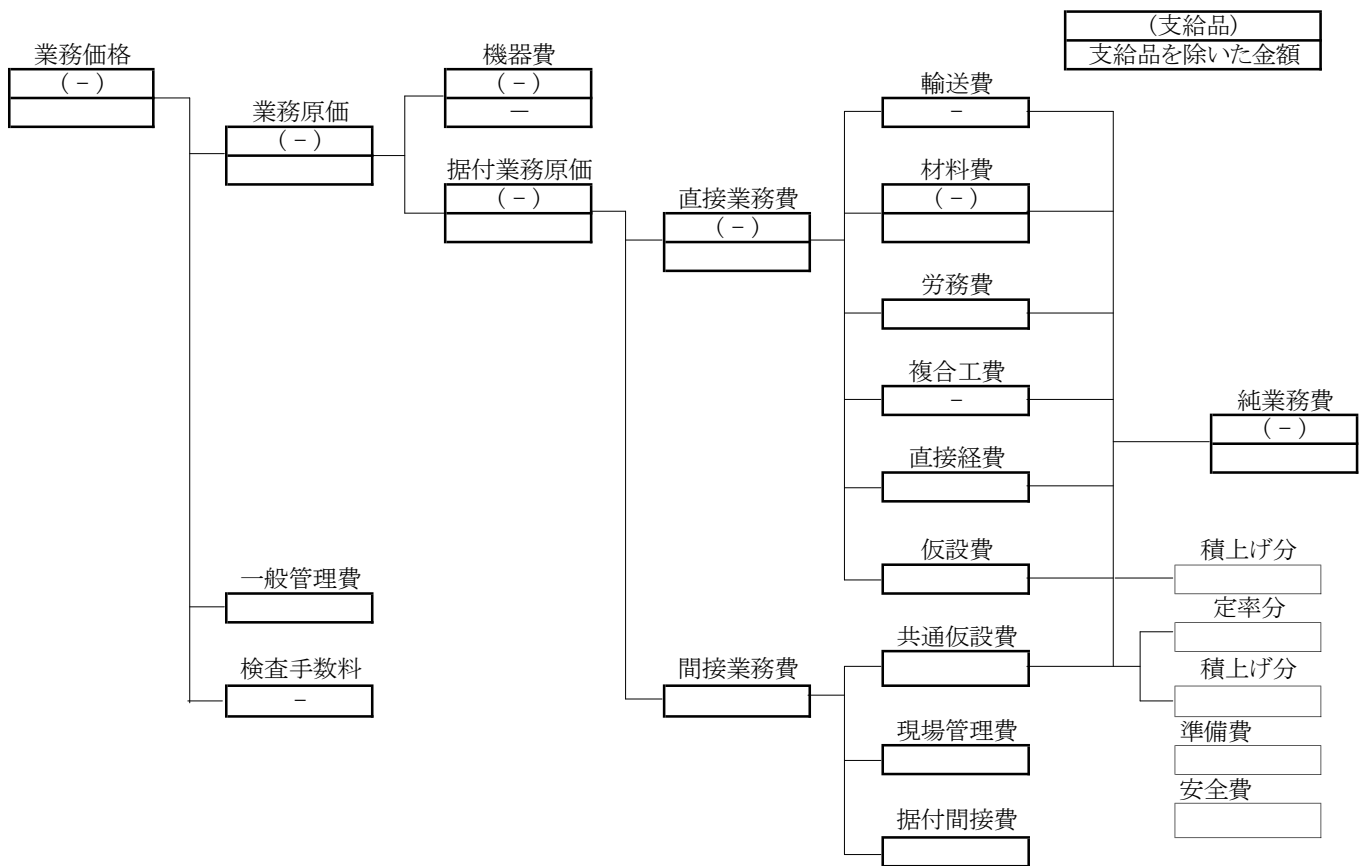 (支給品)
支給品を除いた金額
業務価格
(－)
業務原価
(－)
一般管理費
検査手数料
－
機器費
(－)
－
据付業務原価
(－)
直接業務費
(－)
間接業務費
輸送費
－
材料費
(－)
労務費
複合工費
－
直接経費
仮設費
共通仮設費
現場管理費
据付間接費
純業務費
(－)
積上げ分
定率分
積上げ分
準備費
安全費